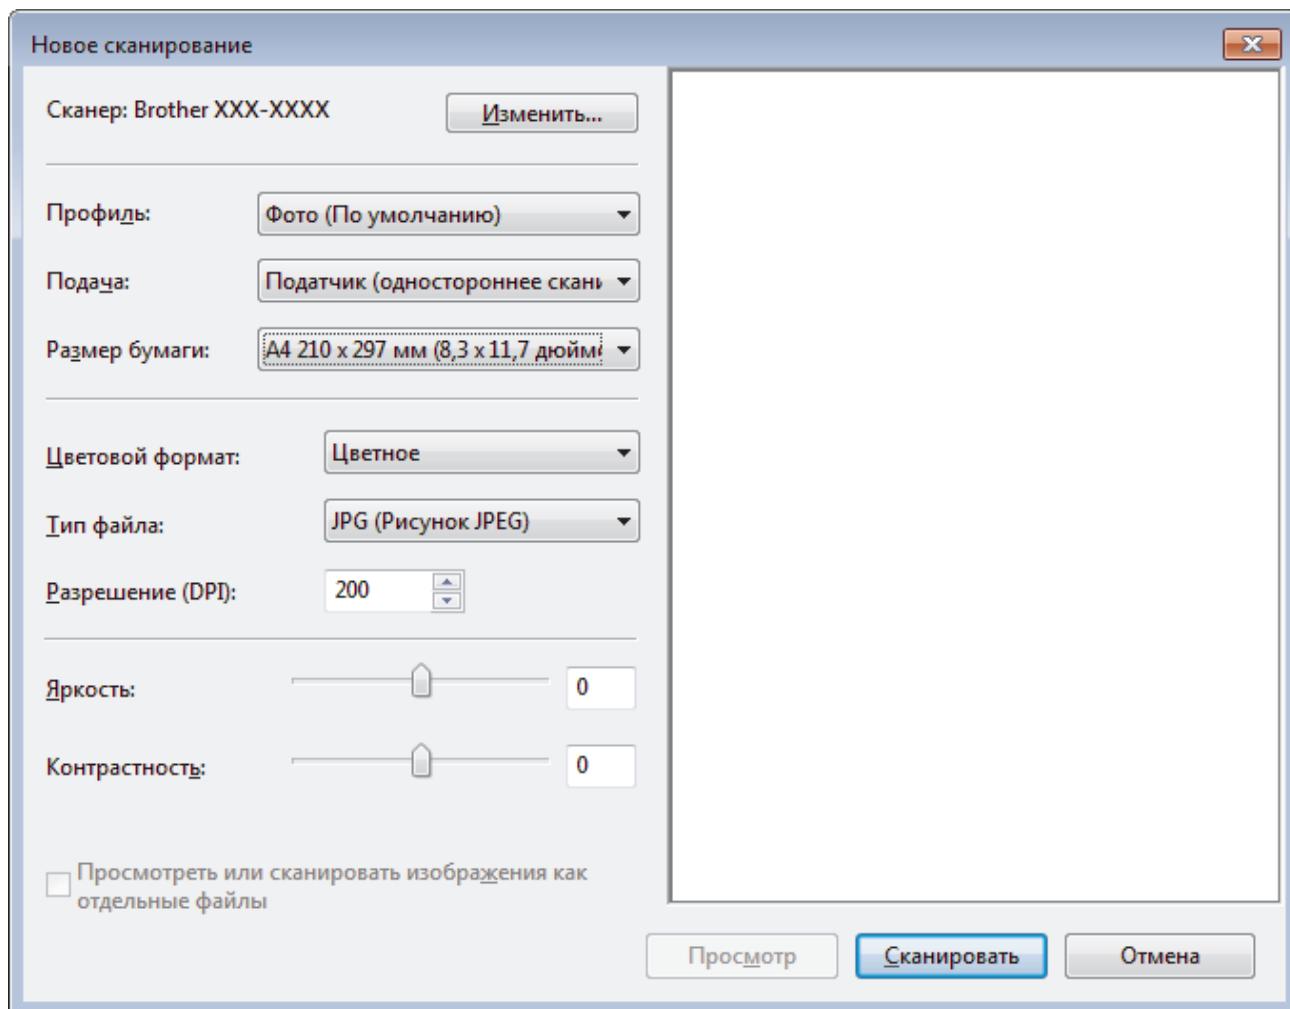 Новое сканирование
Сканер: Brother XXX-XXXX
Изменить...
Профиль:
Фото (По умолчанию)
Подача:
Податчик (одностороннее скани
Размер бумаги:
A4 210 x 297 мм (8,3 x 11,7 дюймо
Цветовой формат:
Цветное
Тип файла:
JPG (Рисунок JPEG)
Разрешение (DPI):
200
Яркость:
0
Контрастность:
0
Просмотреть или сканировать изображения как
отдельные файлы
Просмотр
Сканировать
Отмена